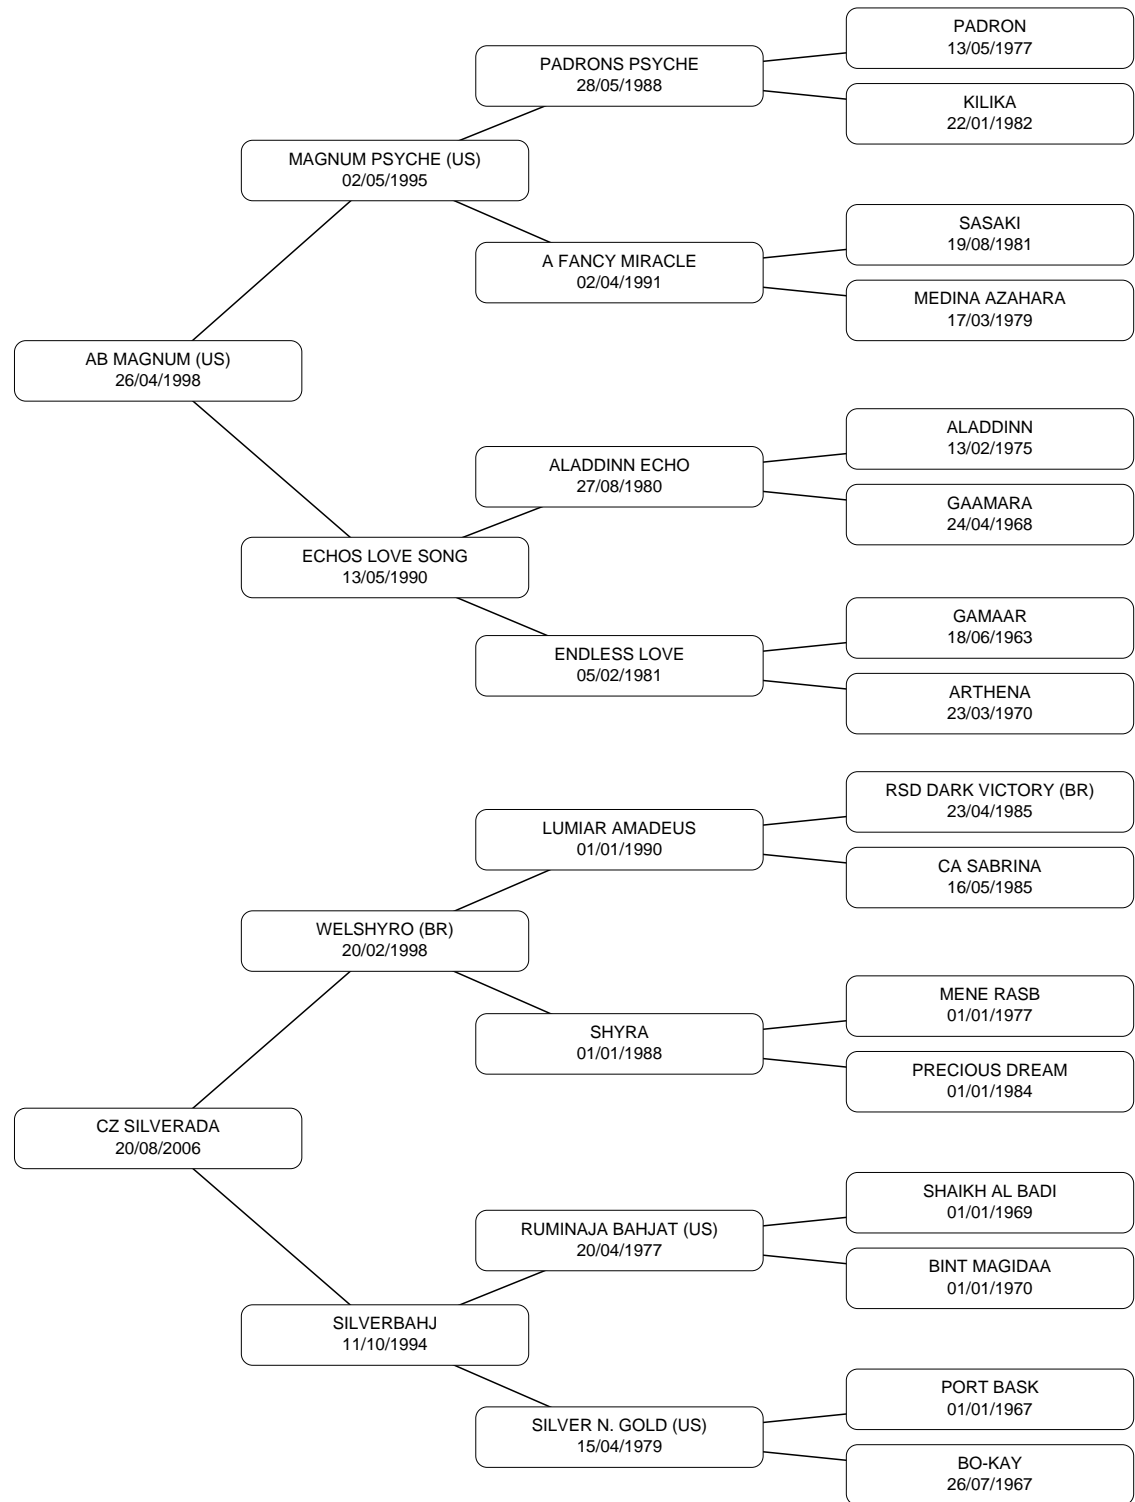 PADRON
13/05/1977
PADRONS PSYCHE
28/05/1988
KILIKA
22/01/1982
MAGNUM PSYCHE (US)
02/05/1995
SASAKI
19/08/1981
A FANCY MIRACLE
02/04/1991
MEDINA AZAHARA
17/03/1979
AB MAGNUM (US)
26/04/1998
ALADDINN
13/02/1975
ALADDINN ECHO
27/08/1980
GAAMARA
24/04/1968
ECHOS LOVE SONG
13/05/1990
GAMAAR
18/06/1963
ENDLESS LOVE
05/02/1981
ARTHENA
23/03/1970
RSD DARK VICTORY (BR)
23/04/1985
LUMIAR AMADEUS
01/01/1990
CA SABRINA
16/05/1985
WELSHYRO (BR)
20/02/1998
MENE RASB
01/01/1977
SHYRA
01/01/1988
PRECIOUS DREAM
01/01/1984
CZ SILVERADA
20/08/2006
SHAIKH AL BADI
01/01/1969
RUMINAJA BAHJAT (US)
20/04/1977
BINT MAGIDAA
01/01/1970
SILVERBAHJ
11/10/1994
PORT BASK
01/01/1967
SILVER N. GOLD (US)
15/04/1979
BO-KAY
26/07/1967